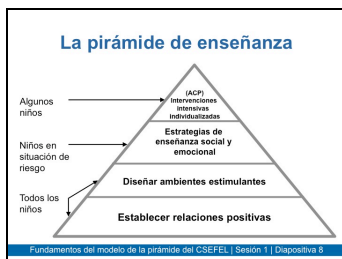 La pirámide de enseñanza
Algunos
niños
(ACP)
Intervenciones
intensivas
individualizadas
Niños en
situación de
riesgo
Estrategias de
enseñanza social y
emocional
Diseñar ambientes estimulantes
Todos los
niños
Establecer relaciones positivas
Fundamentos del modelo de la pirámide del CSEFEL | Sesión 1 | Diapositiva 8